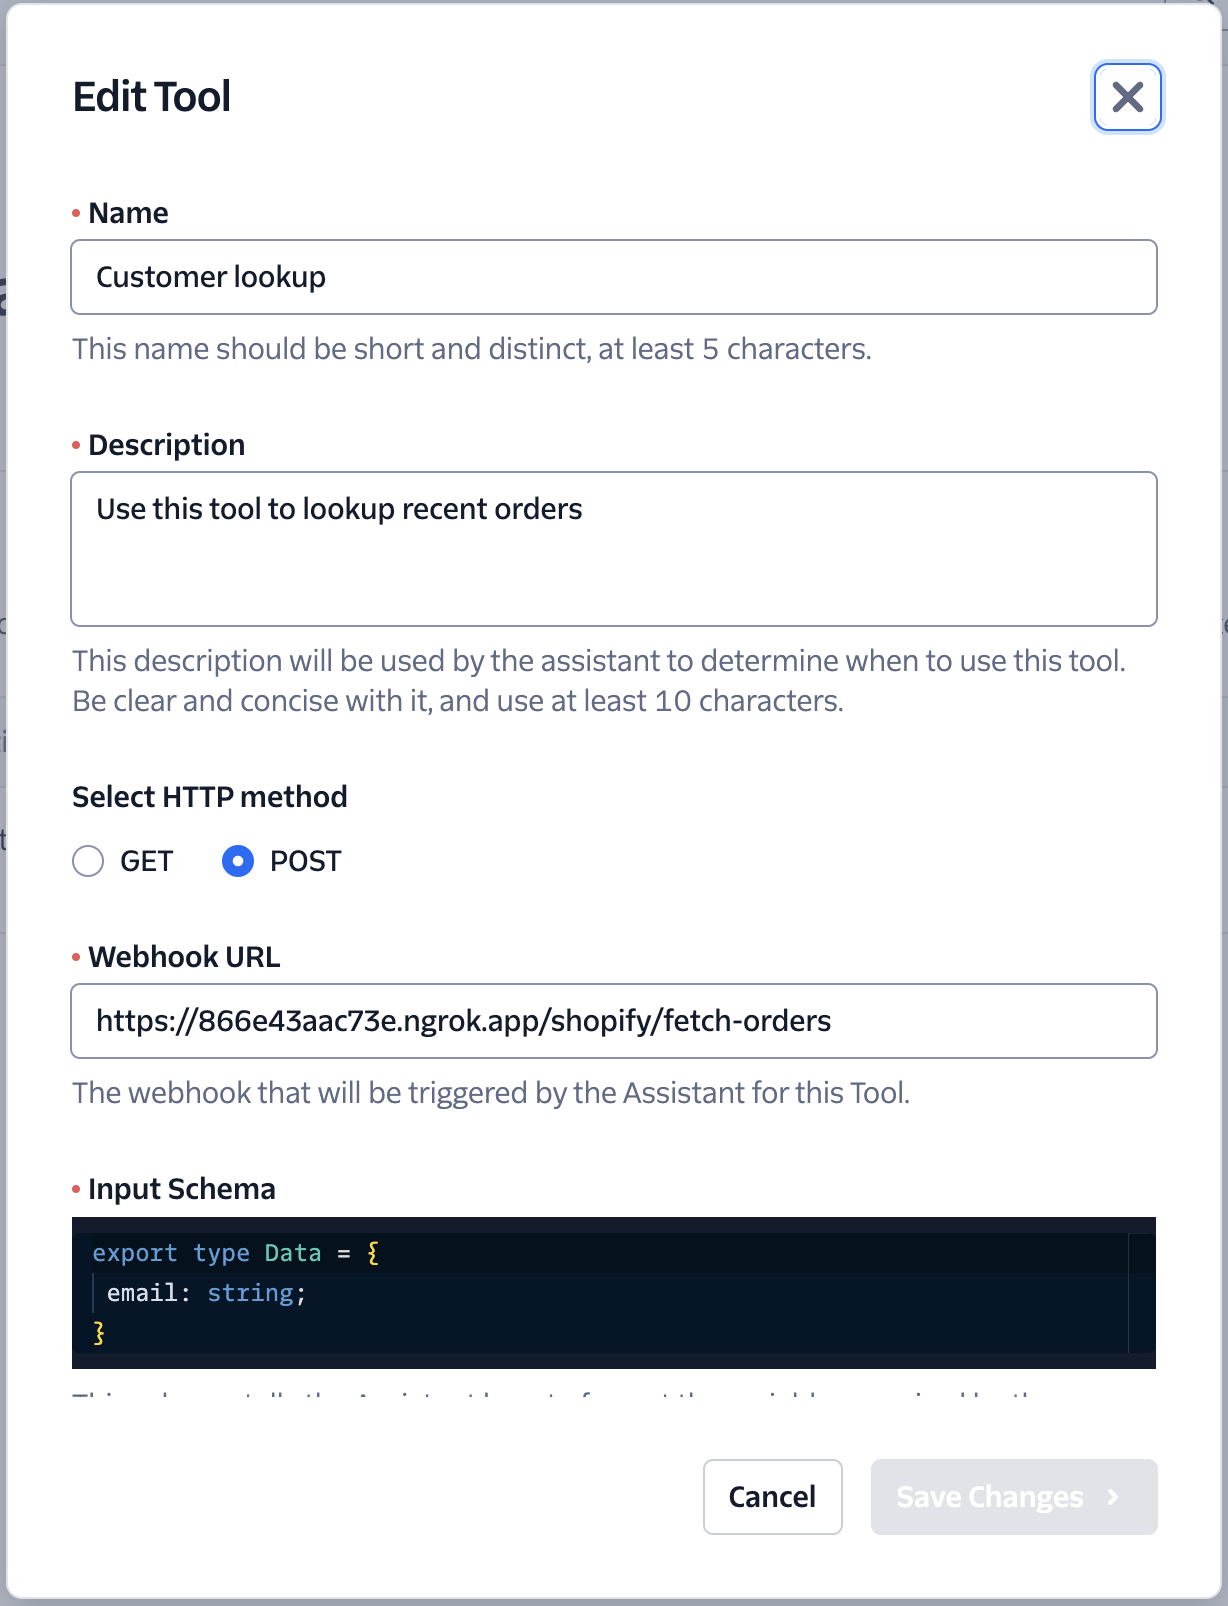 Edit Tool
Name
Customer lookup
This name should be short and distinct, at least 5 characters.
Description
Use this tool to lookup recent orders
This description will be used by the assistant to determine when to use this tool.
Be clear and concise with it, and use at least 10 characters.
Select HTTP method
GET POST
Webhook URL
https://866e43aac73e.ngrok.app/shopify/fetch-orders
The webhook that will be triggered by the Assistant for this Tool.
Input Schema
export type Data = {
email: string;
}
Cancel Save Changes